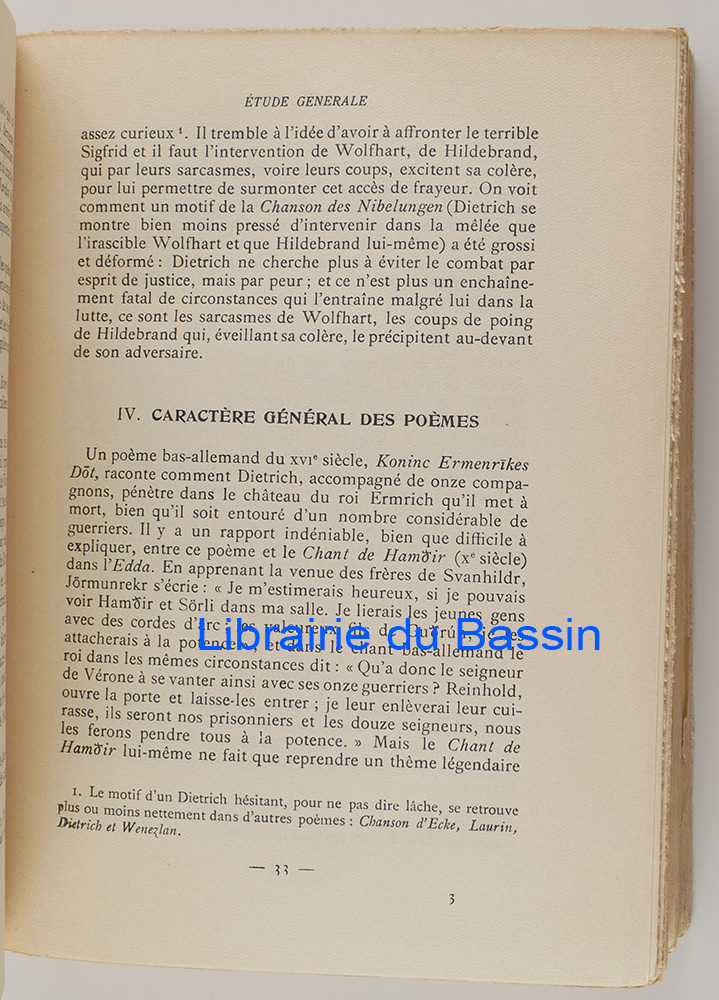 ÉTUDE GENERALE
assez curieux ¹. Il tremble à l'idée d'avoir à affronter le terrible
Sigfrid et il faut l'intervention de Wolfhart, de Hildebrand,
qui par leurs sarcasmes, voire leurs coups, excitent sa colère,
pour lui permettre de surmonter cet accès de frayeur. On voit
comment un motif de la Chanson des Nibelungen (Dietrich se
montre bien moins pressé d'intervenir dans la mêlée que
l'irascible Wolfhart et que Hildebrand lui-même) a été grossi
et déformé : Dietrich ne cherche plus à éviter le combat par
esprit de justice, mais par peur ; et ce n'est plus un enchaîne-
ment fatal de circonstances qui l'entraîne malgré lui dans la
lutte, ce sont les sarcasmes de Wolfhart, les coups de poing
de Hildebrand qui, éveillant sa colère, le précipitent au-devant
de son adversaire.
IV. CARACTÈRE GÉNÉRAL DES POÈMES
Un poème bas-allemand du XVIᵉ siècle, Koninc Ermenrīkes
Dōt, raconte comment Dietrich, accompagné de onze compa-
gnons, pénètre dans le château du roi Ermrich qu'il met à
mort, bien qu'il soit entouré d'un nombre considérable de
guerriers. Il y a un rapport indéniable, bien que difficile à
expliquer, entre ce poème et le Chant de Hamðir (xᵉ siècle)
dans l'Edda. En apprenant la venue des frères de Svanhildr,
Jörmunrekr s'écrie : « Je m'estimerais heureux, si je pouvais
voir Hamðir et Sörli dans ma salle. Je lierais les jeunes gens
avec des cordes d'arc : les valeureux fils de Guðrún, je les
attacherais à la potence », et dans le chant bas-allemand le
roi dans les mêmes circonstances dit : « Qu'a donc le seigneur
de Vérone à se vanter ainsi avec ses onze guerriers ? Reinhold,
ouvre la porte et laisse-les entrer ; je leur enlèverai leur cui-
rasse, ils seront nos prisonniers et les douze seigneurs, nous
les ferons pendre tous à la potence. » Mais le Chant de
Hamðir lui-même ne fait que reprendre un thème légendaire
1. Le motif d'un Dietrich hésitant, pour ne pas dire lâche, se retrouve
plus ou moins nettement dans d'autres poèmes : Chanson d'Ecke, Laurin,
Dietrich et Wenezlan.
— 33 —
3
Librairie du Bassin